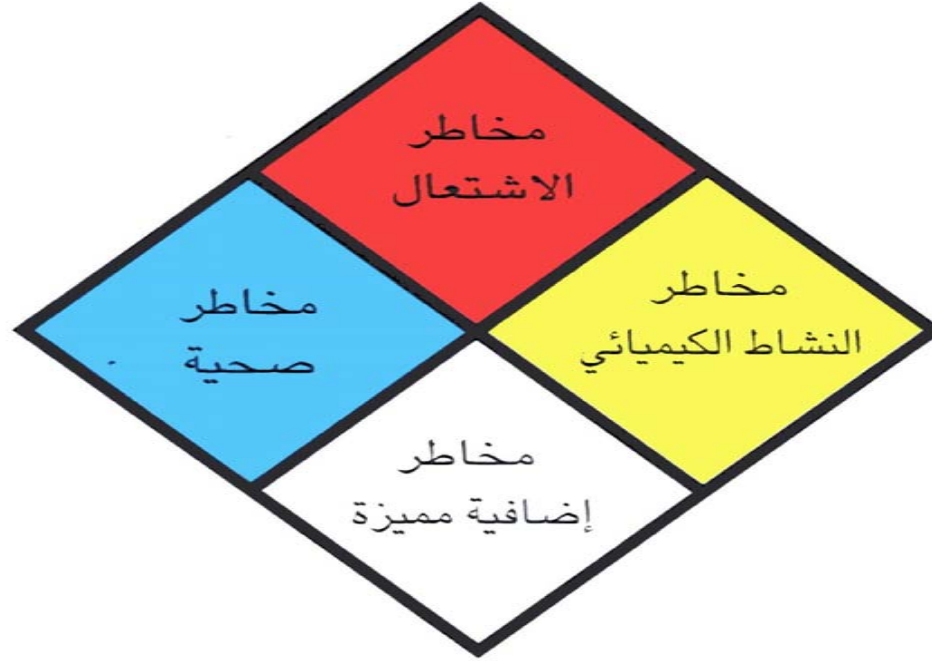 مخاطر
الاشتعال
مخاطر
النشاط الكيميائي
مخاطر
صحية
مخاطر
إضافية مميزة